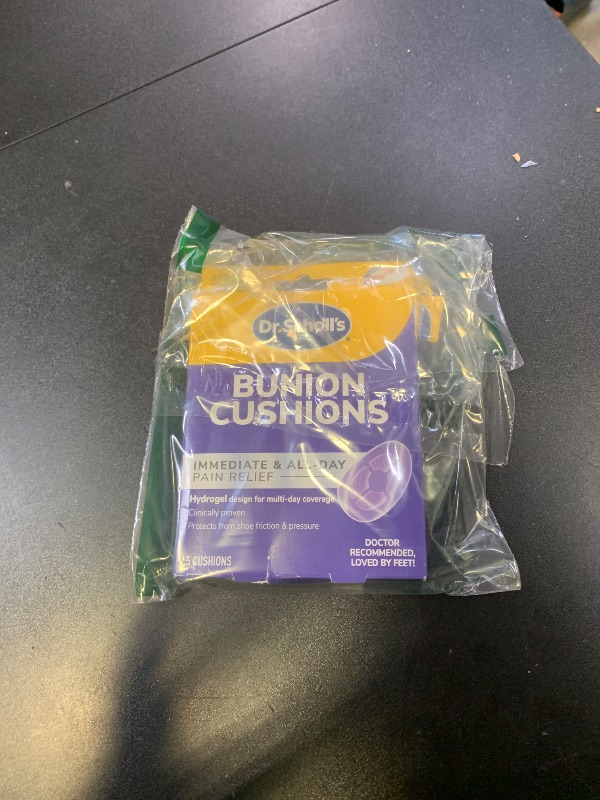 Dr. Scholl's
BUNION
CUSHIONS
IMMEDIATE & ALL-DAY
PAIN RELIEF
Hydrogel design for multi-day coverage
Clinically proven
Protects from shoe friction & pressure
5 CUSHIONS
DOCTOR
RECOMMENDED,
LOVED BY FEET!